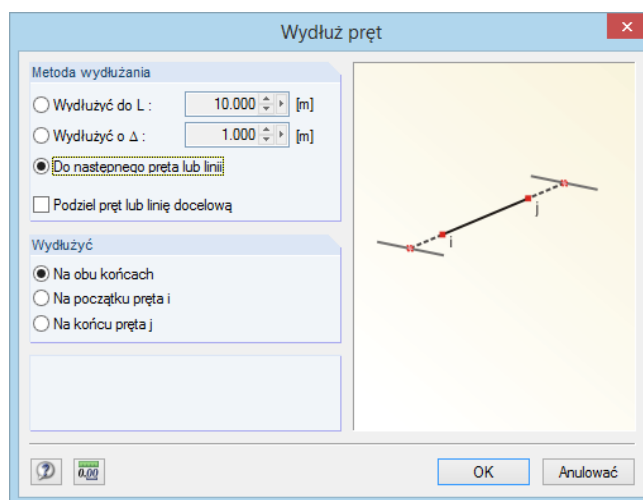 Wydłuż pręt
Metoda wydłużania
Wydłużyć do L : 10.000 [m]
Wydłużyć o Δ : 1.000 [m]
Do następnego pręta lub linii
Podziel pręt lub linię docelową
Wydłużyć
Na obu końcach
Na początku pręta i
Na końcu pręta j
j
i
0.00
OK
Anulować